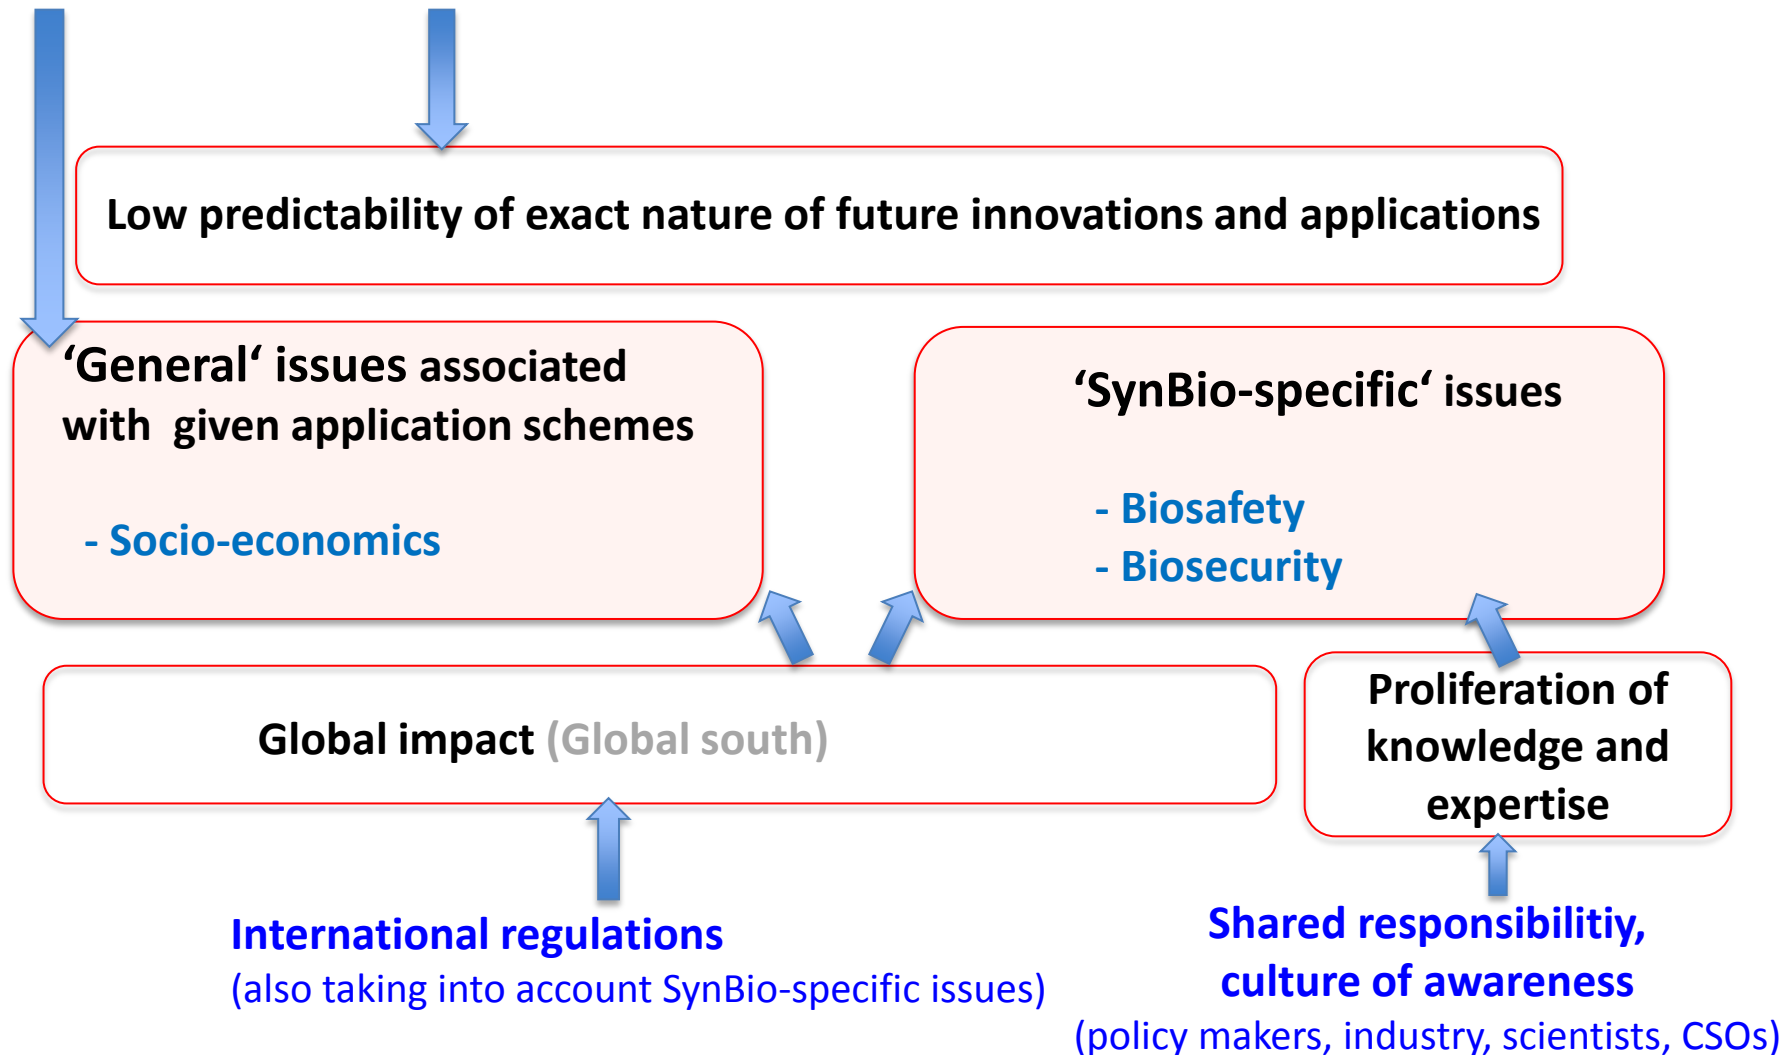 Low predictability of exact nature of future innovations and applications
‘General‘ issues associated
with given application schemes
- Socio-economics
‘SynBio-specific‘ issues
- Biosafety
- Biosecurity
Global impact (Global south)
Proliferation of
knowledge and
expertise
International regulations
(also taking into account SynBio-specific issues)
Shared responsibilitiy,
culture of awareness
(policy makers, industry, scientists, CSOs)